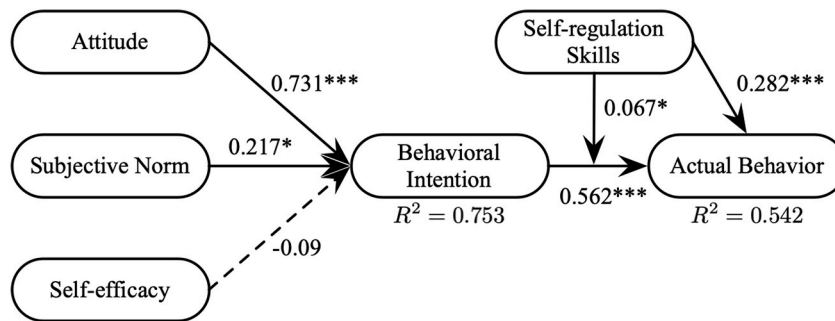 Attitude
Self-regulation
Skills
0.731***
0.067*
0.282***
Subjective Norm
0.217*
Behavioral
Intention
0.562***
Actual Behavior
R² = 0.753
R² = 0.542
-0.09
Self-efficacy